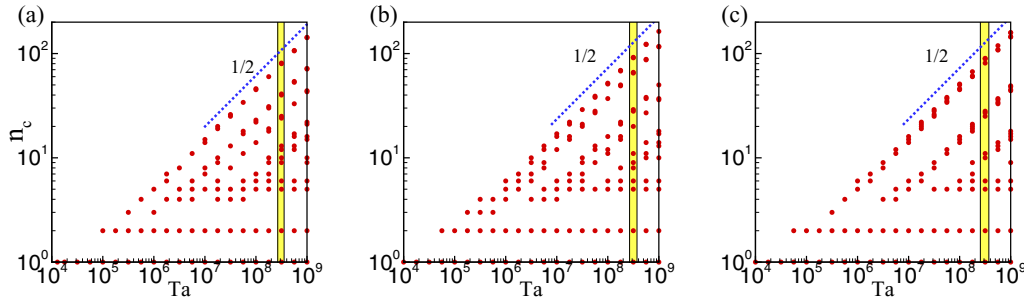 (a) (b) (c)
10² 10² 10²
1/2 1/2 1/2
n_c
10¹ 10¹ 10¹
10⁰ 10⁰ 10⁰
10⁴ 10⁵ 10⁶ 10⁷ 10⁸ 10⁹ 10⁴ 10⁵ 10⁶ 10⁷ 10⁸ 10⁹ 10⁴ 10⁵ 10⁶ 10⁷ 10⁸ 10⁹
Ta Ta Ta